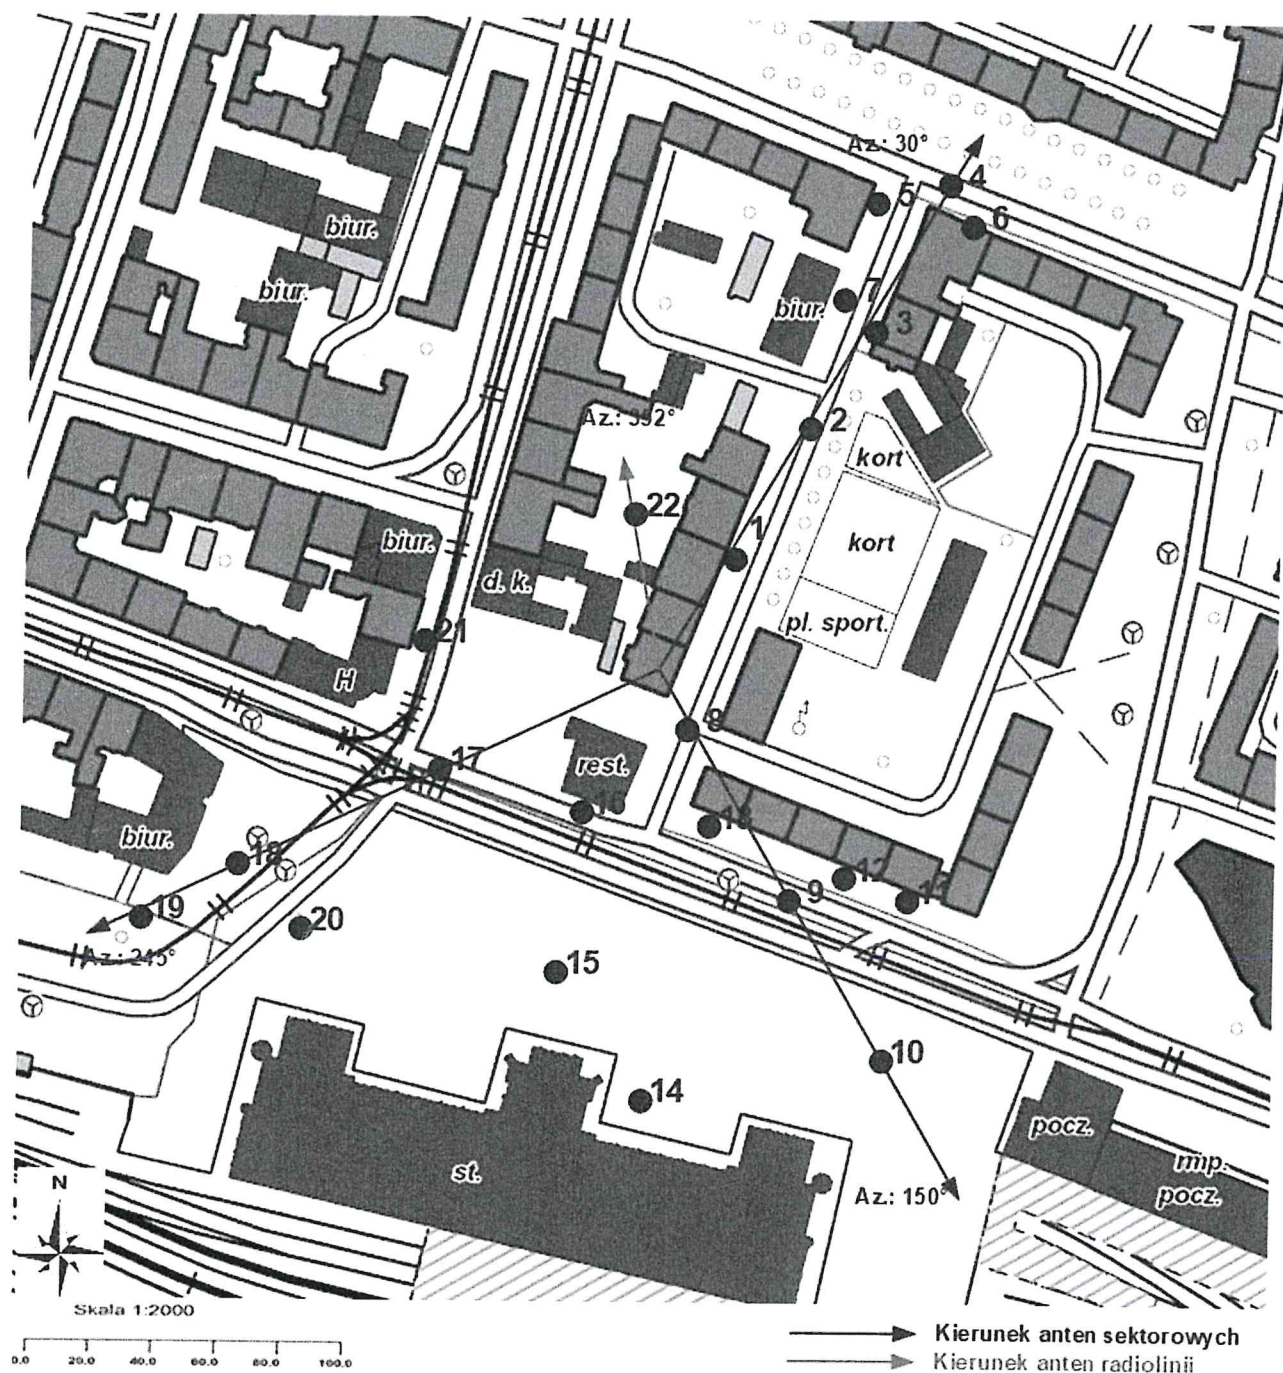 Az.: 30°
4
5
6
biur.
biur.
7
biur.
3
Az.: 352°
2
kort
22
kort
biur.
1
d. k.
pl. sport.
21
H
8
17
rest.
16
13
biur.
18
12
11
9
19
20
Az.: 245°
15
10
14
pocz.
st.
rmp.
pocz.
Az.: 150°
N
Skala 1:2000
0.0 20.0 40.0 60.0 80.0 100.0
Kierunek anten sektorowych
Kierunek anten radiolinii